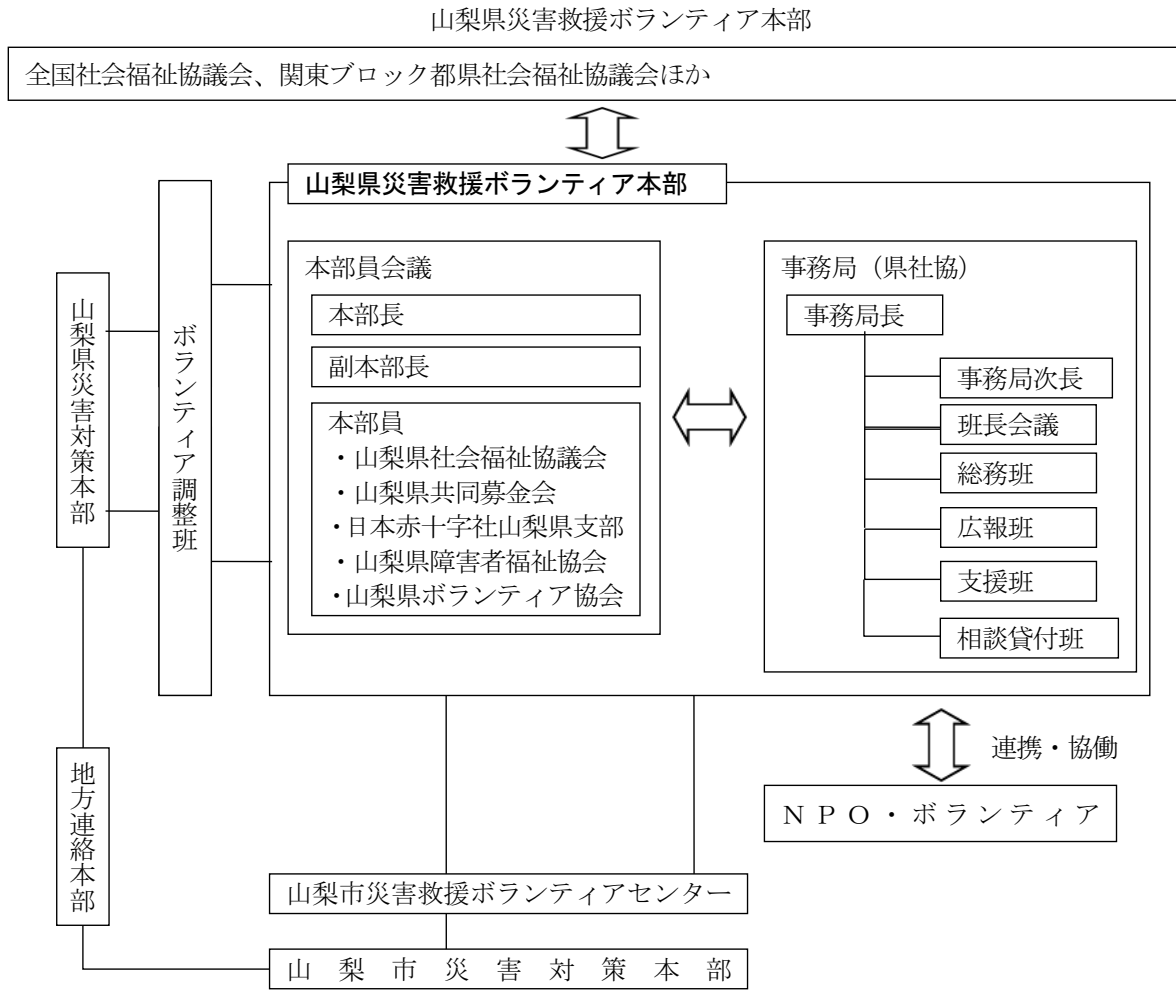 山梨県災害救援ボランティア本部
全国社会福祉協議会、関東ブロック都県社会福祉協議会ほか
山梨県災害救援ボランティア本部
山梨県災害対策本部
ボランティア調整班
本部員会議
本部長
副本部長
本部員
・山梨県社会福祉協議会
・山梨県共同募金会
・日本赤十字社山梨県支部
・山梨県障害者福祉協会
・山梨県ボランティア協会
事務局（県社協）
事務局長
事務局次長
班長会議
総務班
広報班
支援班
相談貸付班
連携・協働
NPO・ボランティア
地方連絡本部
山梨市災害救援ボランティアセンター
山梨市災害対策本部